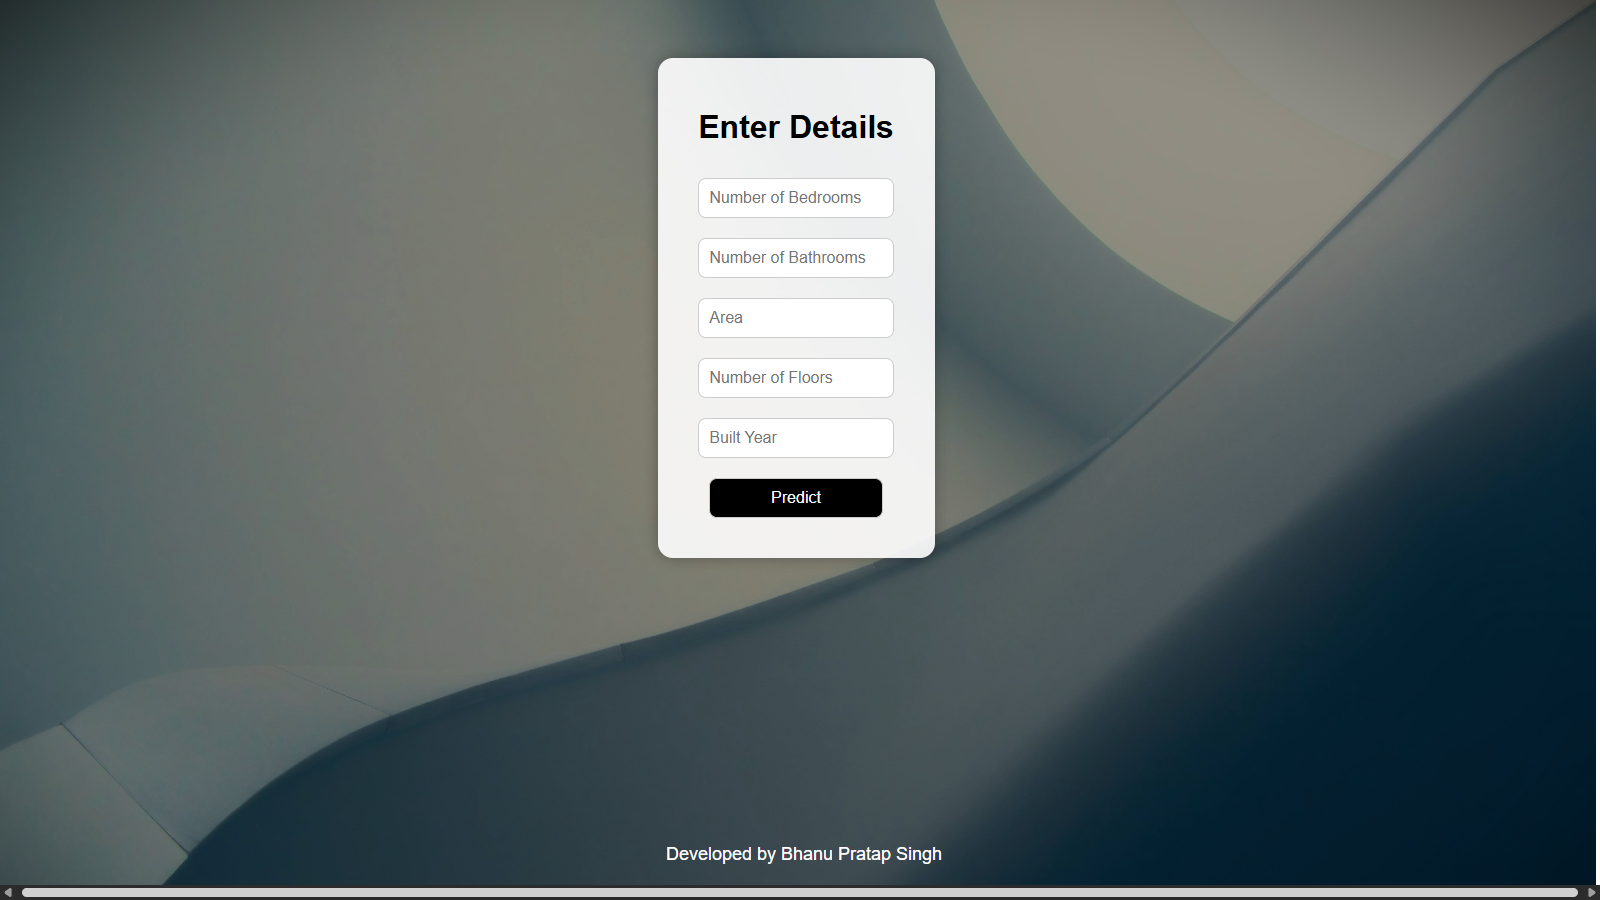 Enter Details
Number of Bedrooms
Number of Bathrooms
Area
Number of Floors
Built Year
Predict
Developed by Bhanu Pratap Singh